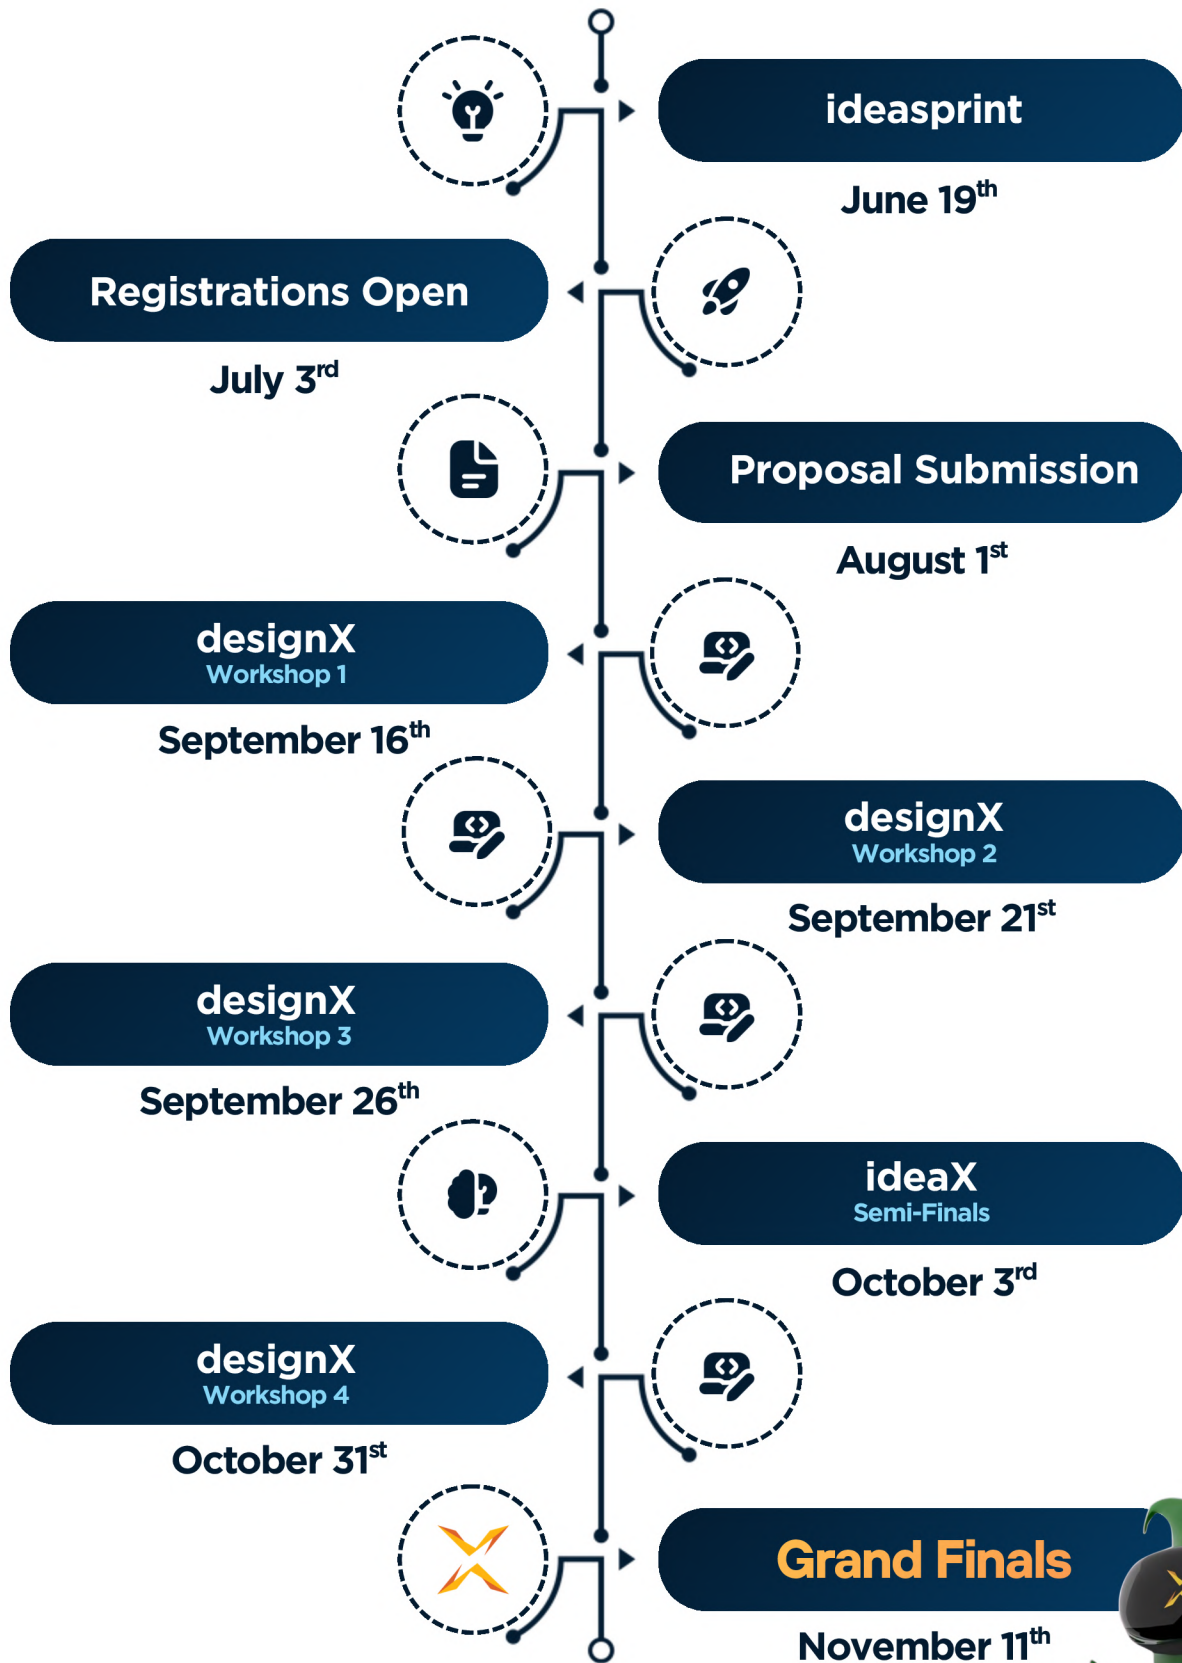 ideasprint
June 19th
Registrations Open
July 3rd
Proposal Submission
August 1st
designX
Workshop 1
September 16th
designX
Workshop 2
September 21st
designX
Workshop 3
September 26th
ideaX
Semi-Finals
October 3rd
designX
Workshop 4
October 31st
Grand Finals
November 11th